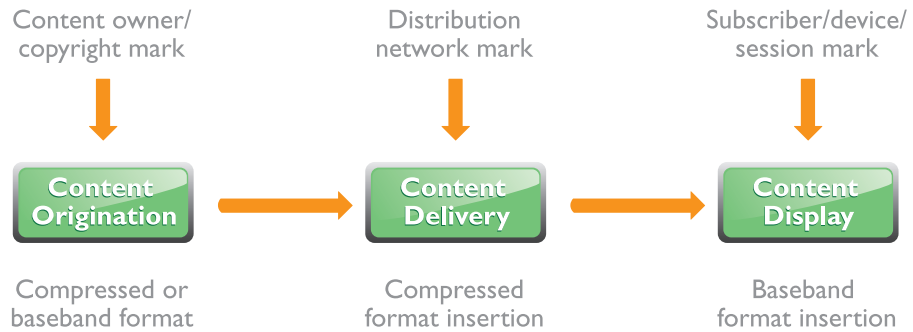 Content owner/
copyright mark
Distribution
network mark
Subscriber/device/
session mark
Content
Origination
Content
Delivery
Content
Display
Compressed or
baseband format
Compressed
format insertion
Baseband
format insertion